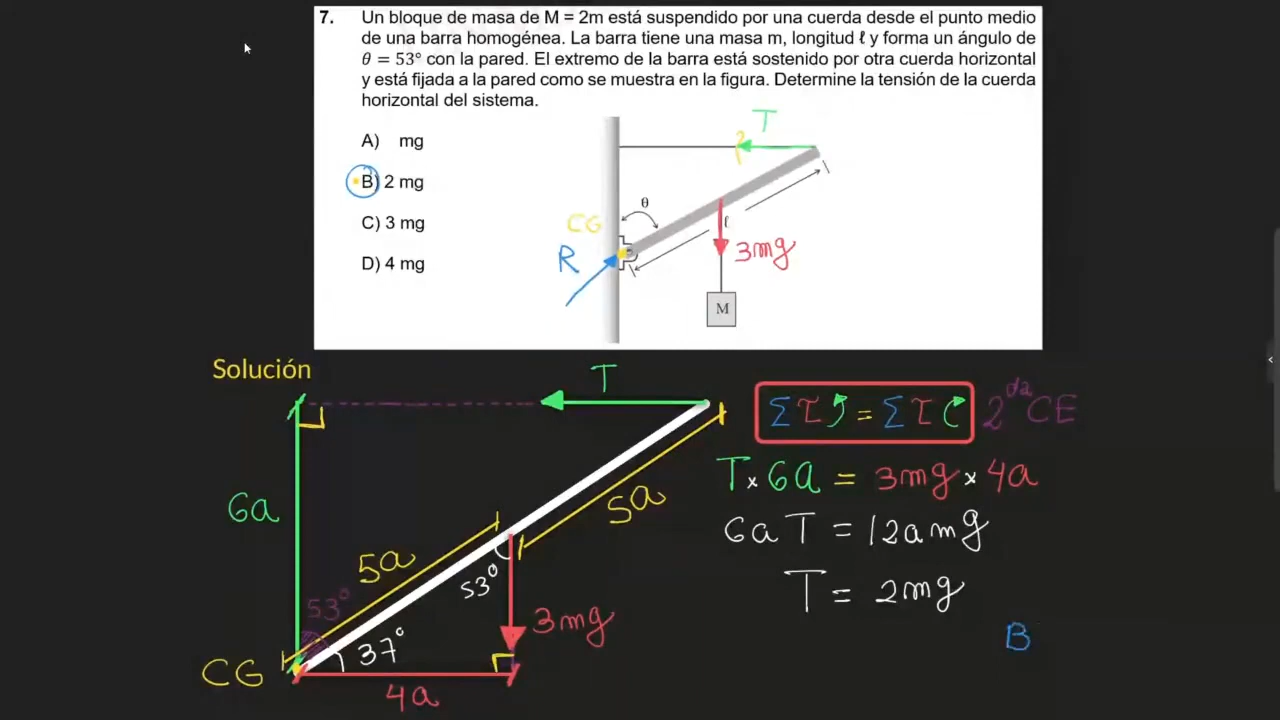 7. Un bloque de masa de M = 2m está suspendido por una cuerda desde el punto medio
de una barra homogénea. La barra tiene una masa m, longitud ℓ y forma un ángulo de
θ = 53° con la pared. El extremo de la barra está sostenido por otra cuerda horizontal
y está fijada a la pared como se muestra en la figura. Determine la tensión de la cuerda
horizontal del sistema.
A) mg
B) 2 mg
C) 3 mg
D) 4 mg
T
θ
CG
ℓ
R
3mg
M
Solución
T
6a
5a
5a
53°
53°
37°
3mg
CG
4a
Στ↺ = Στ↻ 2da CE
T × 6a = 3mg × 4a
6a T = 12amg
T = 2mg
B